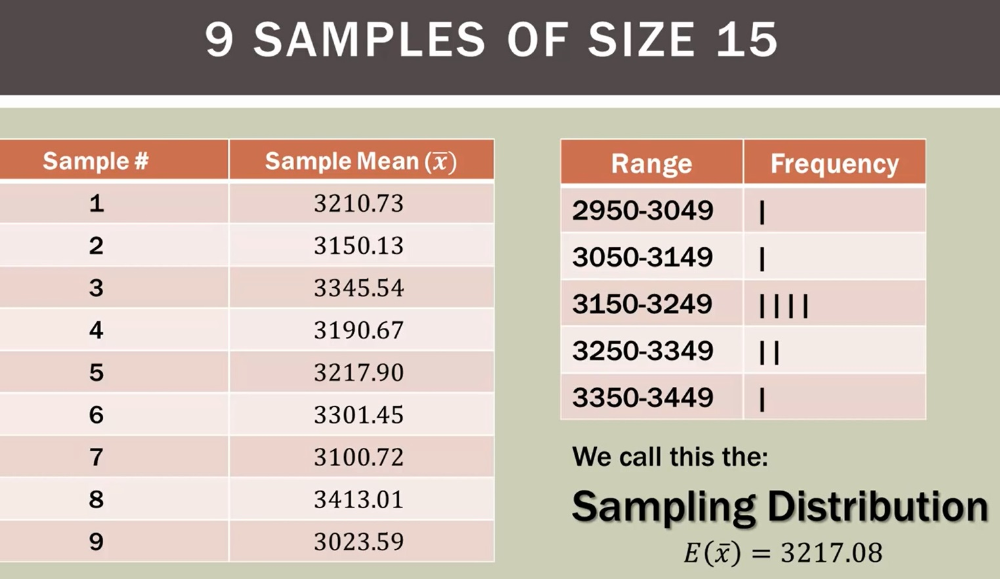 9 SAMPLES OF SIZE 15
Sample # Sample Mean (x̅)
1 3210.73
2 3150.13
3 3345.54
4 3190.67
5 3217.90
6 3301.45
7 3100.72
8 3413.01
9 3023.59
Range Frequency
2950-3049 |
3050-3149 |
3150-3249 ||||
3250-3349 ||
3350-3449 |
We call this the:
Sampling Distribution
E(x̅) = 3217.08